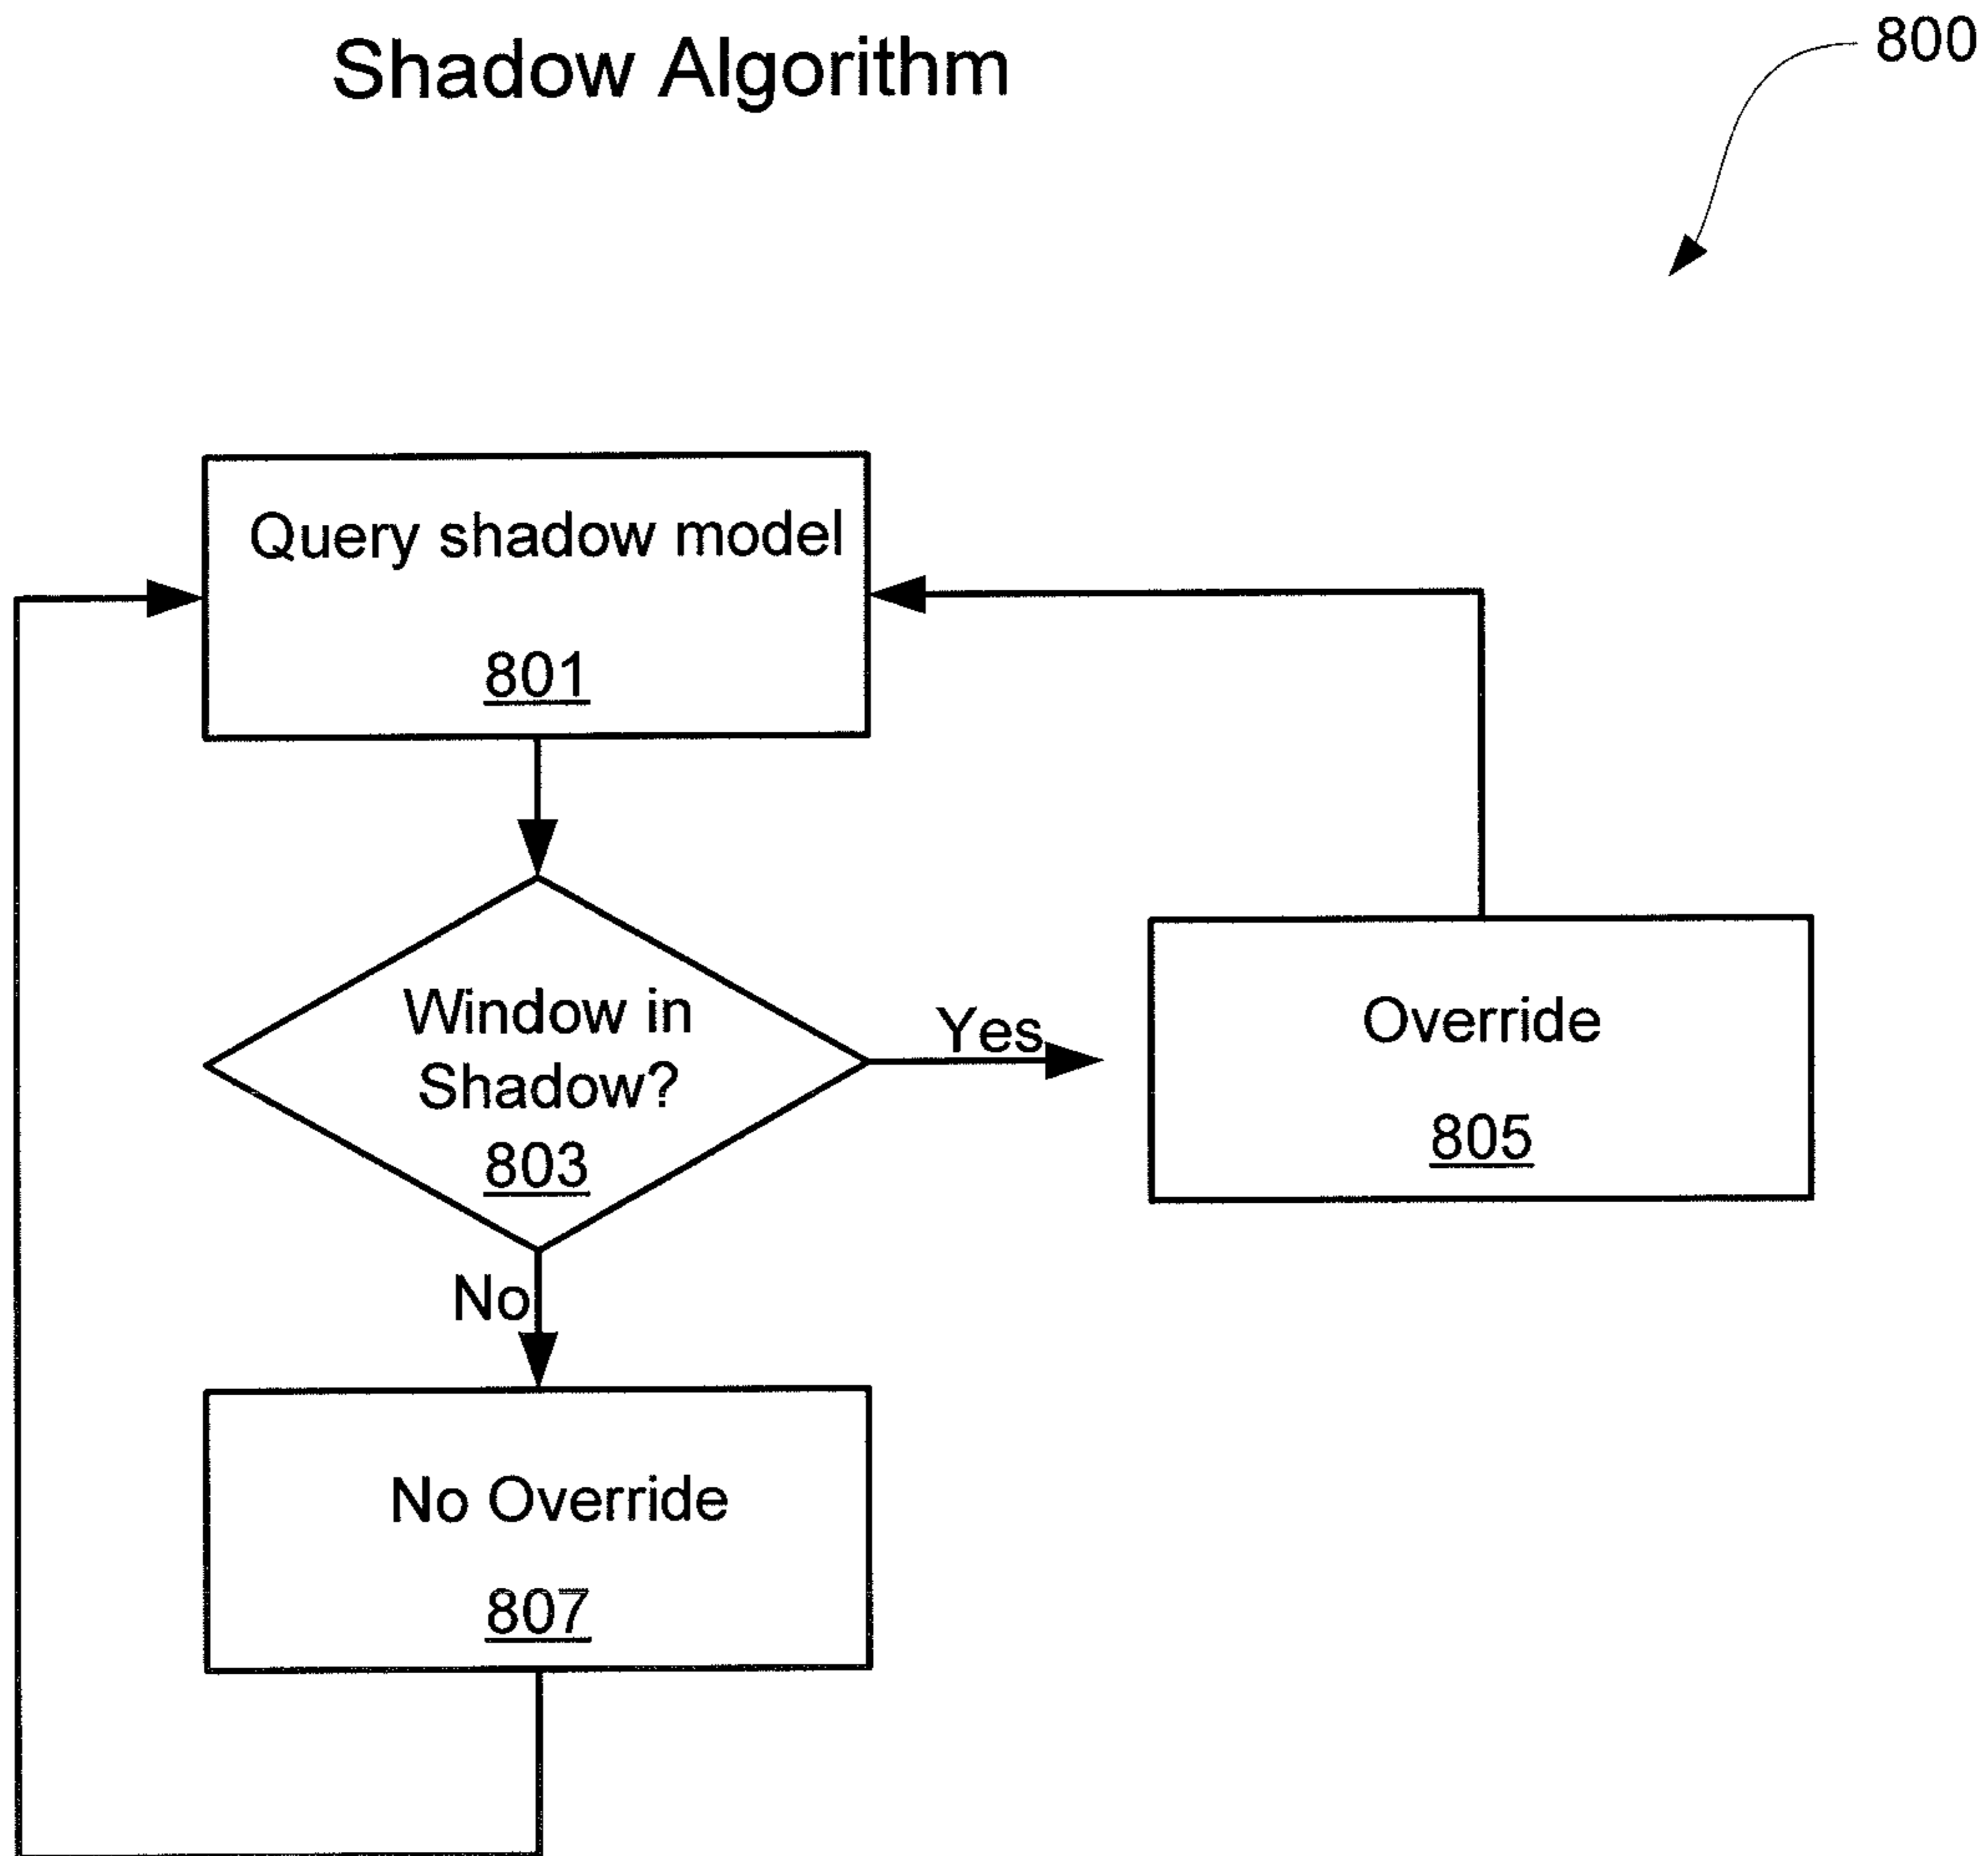 Shadow Algorithm
800
Query shadow model
801
Window in
Shadow?
803
Yes
Override
805
No
No Override
807